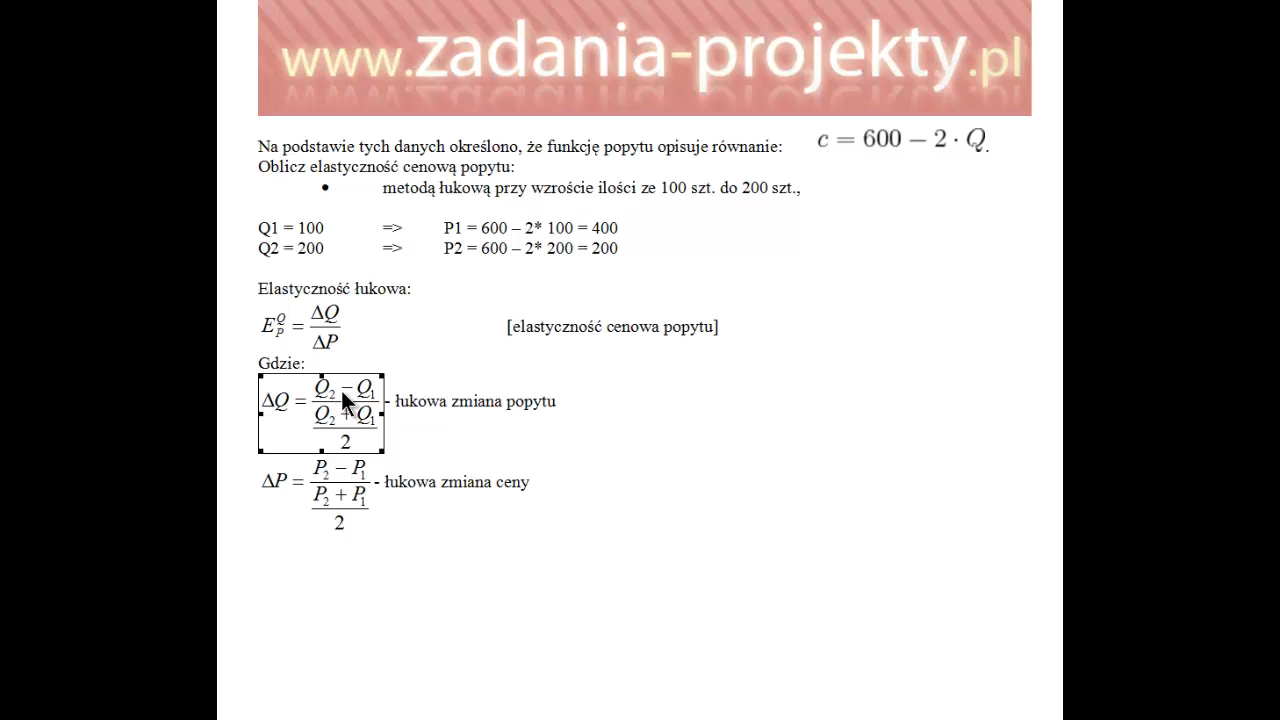 www.zadania-projekty.pl
Na podstawie tych danych określono, że funkcję popytu opisuje równanie: c = 600 − 2 · Q.
Oblicz elastyczność cenową popytu:
• metodą łukową przy wzroście ilości ze 100 szt. do 200 szt.,
Q1 = 100 => P1 = 600 – 2* 100 = 400
Q2 = 200 => P2 = 600 – 2* 200 = 200
Elastyczność łukowa:
E_P^Q = ΔQ / ΔP [elastyczność cenowa popytu]
Gdzie:
ΔQ = (Q₂ − Q₁) / ((Q₂ + Q₁) / 2) - łukowa zmiana popytu
ΔP = (P₂ − P₁) / ((P₂ + P₁) / 2) - łukowa zmiana ceny